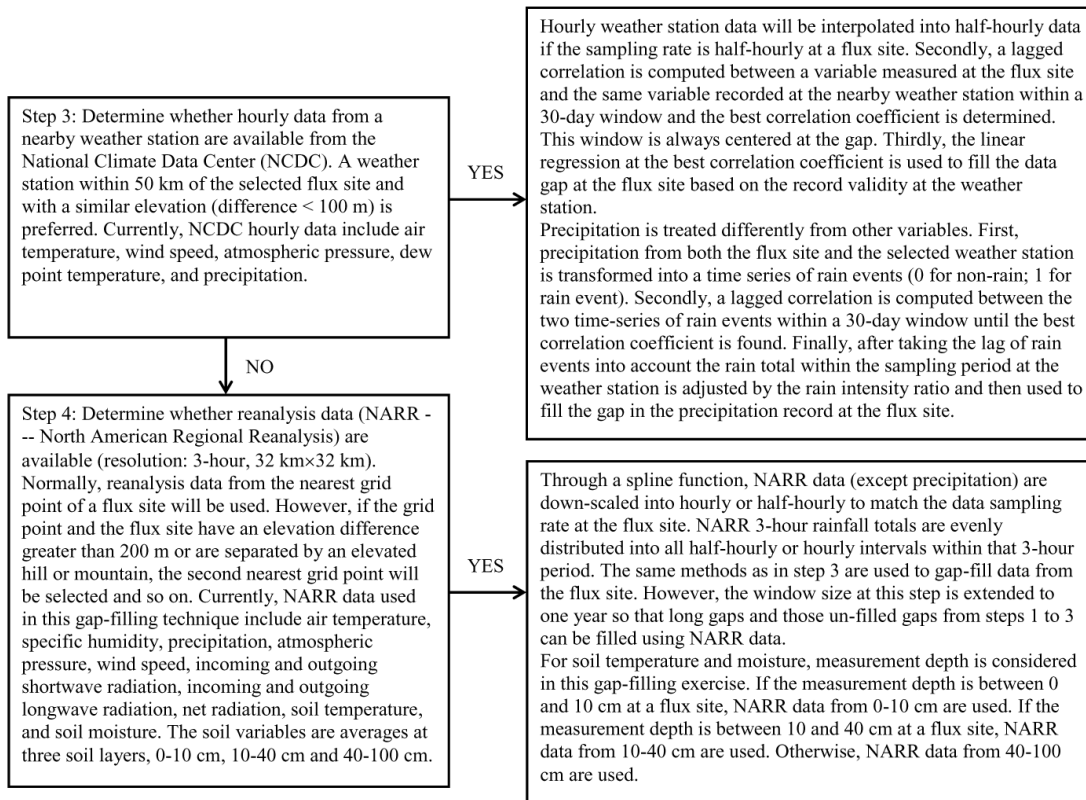 Step 3: Determine whether hourly data from a
nearby weather station are available from the
National Climate Data Center (NCDC). A weather
station within 50 km of the selected flux site and
with a similar elevation (difference < 100 m) is
preferred. Currently, NCDC hourly data include air
temperature, wind speed, atmospheric pressure, dew
point temperature, and precipitation.
YES
Hourly weather station data will be interpolated into half-hourly data
if the sampling rate is half-hourly at a flux site. Secondly, a lagged
correlation is computed between a variable measured at the flux site
and the same variable recorded at the nearby weather station within a
30-day window and the best correlation coefficient is determined.
This window is always centered at the gap. Thirdly, the linear
regression at the best correlation coefficient is used to fill the data
gap at the flux site based on the record validity at the weather
station.
Precipitation is treated differently from other variables. First,
precipitation from both the flux site and the selected weather station
is transformed into a time series of rain events (0 for non-rain; 1 for
rain event). Secondly, a lagged correlation is computed between the
two time-series of rain events within a 30-day window until the best
correlation coefficient is found. Finally, after taking the lag of rain
events into account the rain total within the sampling period at the
weather station is adjusted by the rain intensity ratio and then used to
fill the gap in the precipitation record at the flux site.
NO
Step 4: Determine whether reanalysis data (NARR -
-- North American Regional Reanalysis) are
available (resolution: 3-hour, 32 km×32 km).
Normally, reanalysis data from the nearest grid
point of a flux site will be used. However, if the grid
point and the flux site have an elevation difference
greater than 200 m or are separated by an elevated
hill or mountain, the second nearest grid point will
be selected and so on. Currently, NARR data used
in this gap-filling technique include air temperature,
specific humidity, precipitation, atmospheric
pressure, wind speed, incoming and outgoing
shortwave radiation, incoming and outgoing
longwave radiation, net radiation, soil temperature,
and soil moisture. The soil variables are averages at
three soil layers, 0-10 cm, 10-40 cm and 40-100 cm.
YES
Through a spline function, NARR data (except precipitation) are
down-scaled into hourly or half-hourly to match the data sampling
rate at the flux site. NARR 3-hour rainfall totals are evenly
distributed into all half-hourly or hourly intervals within that 3-hour
period. The same methods as in step 3 are used to gap-fill data from
the flux site. However, the window size at this step is extended to
one year so that long gaps and those un-filled gaps from steps 1 to 3
can be filled using NARR data.
For soil temperature and moisture, measurement depth is considered
in this gap-filling exercise. If the measurement depth is between 0
and 10 cm at a flux site, NARR data from 0-10 cm are used. If the
measurement depth is between 10 and 40 cm at a flux site, NARR
data from 10-40 cm are used. Otherwise, NARR data from 40-100
cm are used.